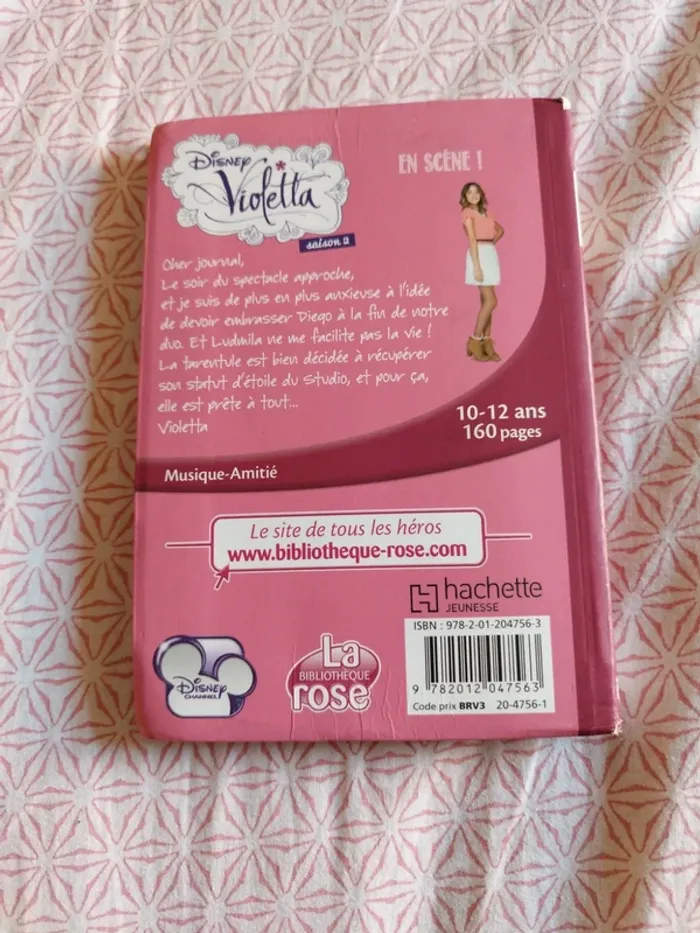 DISNEY
Violetta
saison 2
EN SCÈNE !
Cher journal,
Le soir du spectacle approche,
et je suis de plus en plus anxieuse à l'idée
de devoir embrasser Diego à la fin de notre
duo. Et Ludmila ne me facilite pas la vie !
La tarentule est bien décidée à récupérer
son statut d'étoile du Studio, et pour ça,
elle est prête à tout...
Violetta
10-12 ans
160 pages
Musique-Amitié
Le site de tous les héros
www.bibliotheque-rose.com
hachette
JEUNESSE
ISBN : 978-2-01-204756-3
9 782012 047563
Code prix BRV3 20-4756-1
DISNEY
CHANNEL
La
BIBLIOTHÈQUE
rose